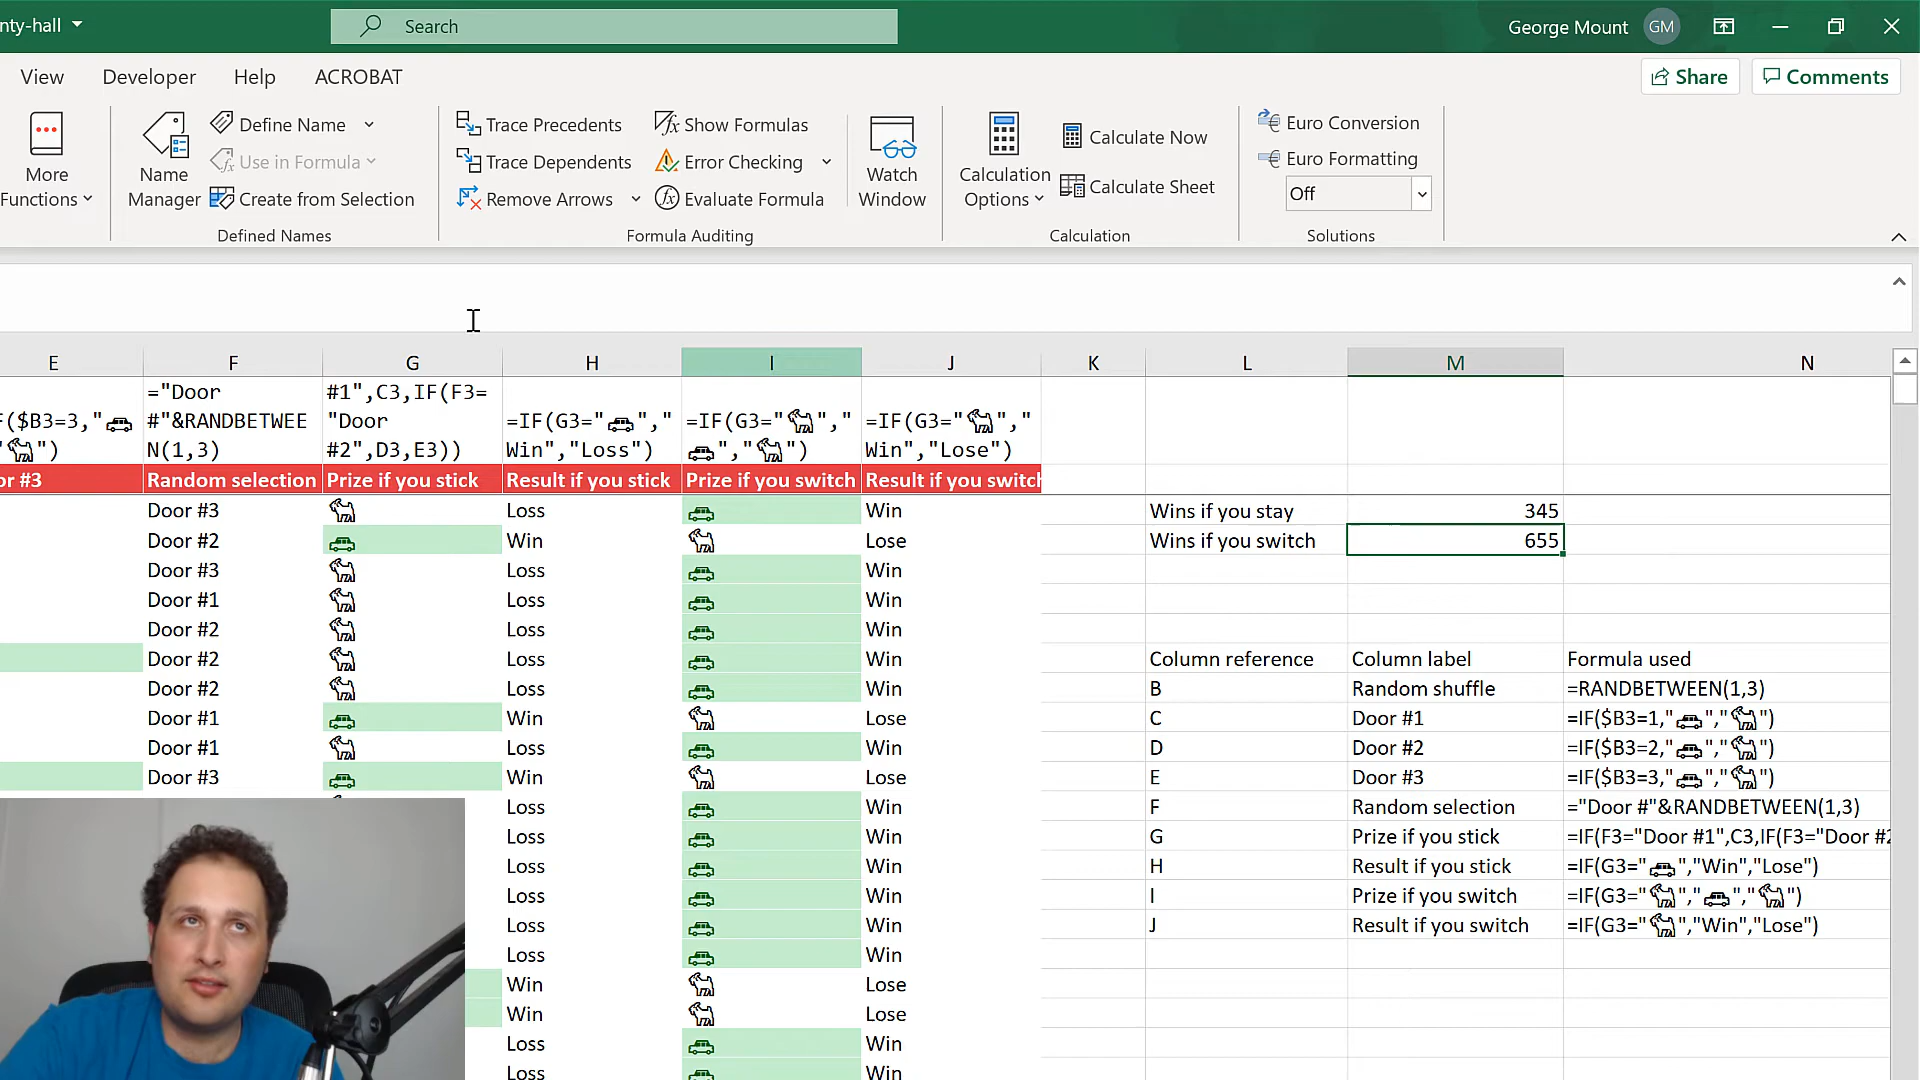 nty-hall
Search
George Mount GM
View Developer Help ACROBAT
Share Comments
More Functions
Name Manager
Define Name
Use in Formula
Create from Selection
Defined Names
Trace Precedents
Trace Dependents
Remove Arrows
Show Formulas
Error Checking
Evaluate Formula
Formula Auditing
Watch Window
Calculation Options
Calculate Now
Calculate Sheet
Calculation
Euro Conversion
Euro Formatting
Off
Solutions
E F G H I J K L M N
F($B3=3,"🚗
"🐐")
="Door
#"&RANDBETWEE
N(1,3)
#1",C3,IF(F3=
"Door
#2",D3,E3))
=IF(G3="🚗","
Win","Loss")
=IF(G3="🐐","
🚗","🐐")
=IF(G3="🐐","
Win","Lose")
or #3 Random selection Prize if you stick Result if you stick Prize if you switch Result if you switch
Door #3 🐐 Loss 🚗 Win Wins if you stay 345
Door #2 🚗 Win 🐐 Lose Wins if you switch 655
Door #3 🐐 Loss 🚗 Win
Door #1 🐐 Loss 🚗 Win
Door #2 🐐 Loss 🚗 Win
Door #2 🐐 Loss 🚗 Win Column reference Column label Formula used
Door #2 🐐 Loss 🚗 Win B Random shuffle =RANDBETWEEN(1,3)
Door #1 🚗 Win 🐐 Lose C Door #1 =IF($B3=1,"🚗","🐐")
Door #1 🐐 Loss 🚗 Win D Door #2 =IF($B3=2,"🚗","🐐")
Door #3 🚗 Win 🐐 Lose E Door #3 =IF($B3=3,"🚗","🐐")
Loss 🚗 Win F Random selection ="Door #"&RANDBETWEEN(1,3)
Loss 🚗 Win G Prize if you stick =IF(F3="Door #1",C3,IF(F3="Door #2
Loss 🚗 Win H Result if you stick =IF(G3="🚗","Win","Lose")
Loss 🚗 Win I Prize if you switch =IF(G3="🐐","🚗","🐐")
Loss 🚗 Win J Result if you switch =IF(G3="🐐","Win","Lose")
Loss 🚗 Win
Win 🐐 Lose
Win 🐐 Lose
Loss 🚗 Win
Loss 🚗 Win